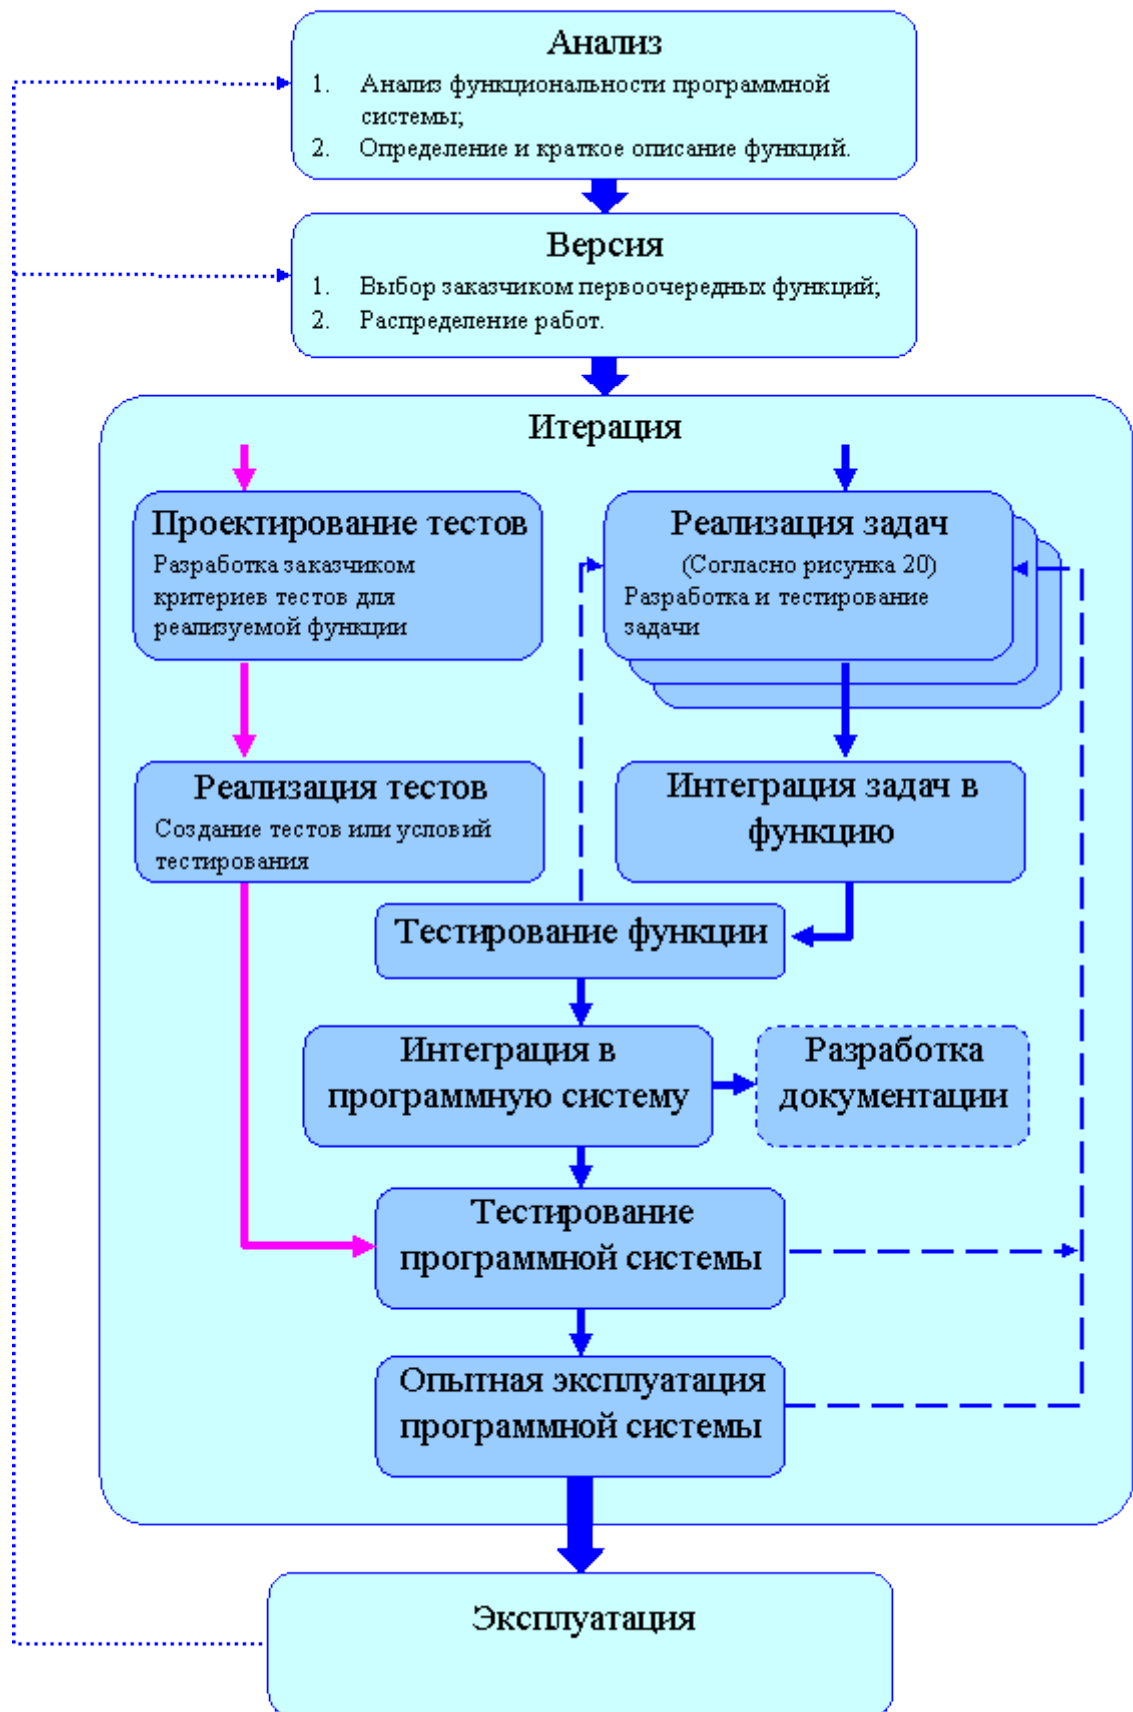 Анализ
1. Анализ функциональности программной
системы;
2. Определение и краткое описание функций.
Версия
1. Выбор заказчиком первоочередных функций;
2. Распределение работ.
Итерация
Проектирование тестов
Разработка заказчиком
критериев тестов для
реализуемой функции
Реализация задач
(Согласно рисунка 20)
Разработка и тестирование
задачи
Реализация тестов
Создание тестов или условий
тестирования
Интеграция задач в
функцию
Тестирование функции
Интеграция в
программную систему
Разработка
документации
Тестирование
программной системы
Опытная эксплуатация
программной системы
Эксплуатация